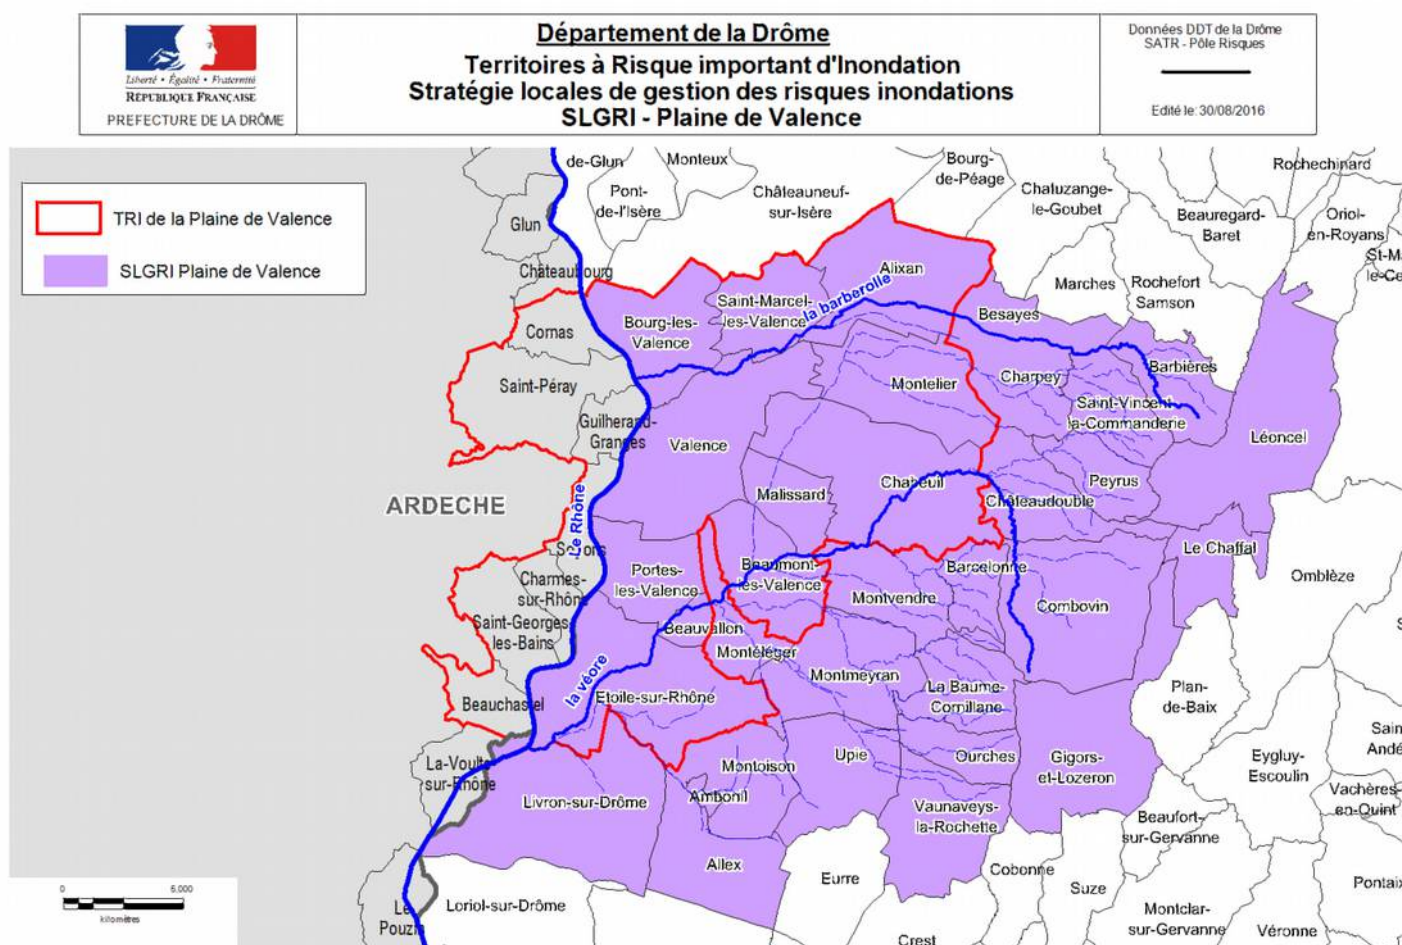 Département de la Drôme
Territoires à Risque important d'Inondation
Stratégie locales de gestion des risques inondations
SLGRI - Plaine de Valence
Liberté • Égalité • Fraternité
RÉPUBLIQUE FRANÇAISE
PREFECTURE DE LA DRÔME
Données DDT de la Drôme
SATR - Pôle Risques
Edité le: 30/08/2016
TRI de la Plaine de Valence
SLGRI Plaine de Valence
de-Glun
Monteux
Bourg-
de-Péage
Rochechinard
Pont-
de-l'Isère
Châteauneuf-
sur-Isère
Chatuzange-
le-Goubet
Beauregard-
Baret
Oriol-
en-Royans
Glun
Châteaubourg
Alixan
Marches
Rochefort
Samson
Saint-Marcel-
les-Valence
la barberolle
Besayes
Cornas
Bourg-les-
Valence
Barbières
Saint-Péray
Montelier
Charpey
Saint-Vincent
la-Commanderie
Guilherand-
Granges
Valence
Léoncel
Peyrus
Malissard
Chabeuil
Châteaudouble
ARDECHE
Le Rhône
Le Chaffal
Omblèze
Charmes-
sur-Rhône
Portes-
les-Valence
Beaumont-
les-Valence
Barcelonne
Montvendre
Combovin
Saint-Georges
les-Bains
Beauvallon
Montéléger
Montmeyran
La Baume-
Cornillane
la véore
Etoile-sur-Rhône
Beauchastel
Plan-
de-Baix
Upie
Ourches
Gigors-
et-Lozeron
Eygluy-
Escoulin
La-Voulte
sur-Rhône
Montoison
Ambonil
Livron-sur-Drôme
Vaunaveys-
la-Rochette
Vachères-
en-Quint
Beaufort-
sur-Gervanne
Allex
Eurre
Cobonne
Suze
Loriol-sur-Drôme
Le
Montclar-
sur-Gervanne
Véronne
Crest
0
5,000
kilomètres